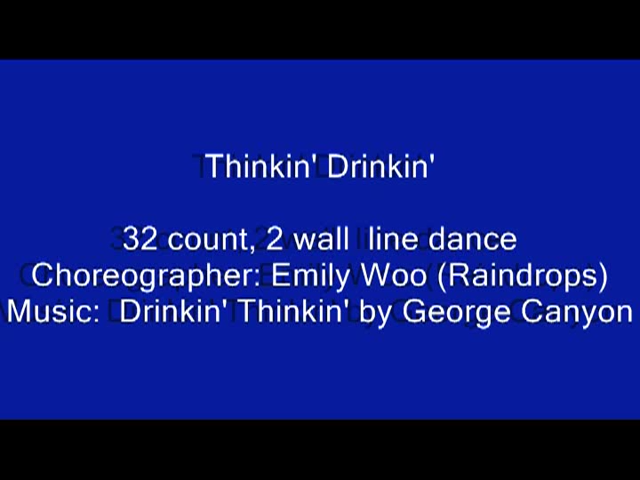 Thinkin' Drinkin'
32 count, 2 wall line dance
Choreographer: Emily Woo (Raindrops)
Music: Drinkin' Thinkin' by George Canyon